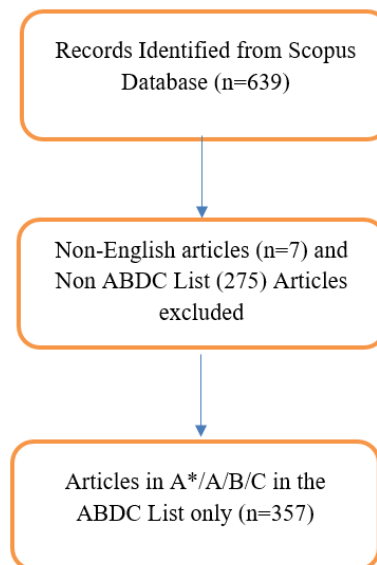 Records Identified from Scopus
Database (n=639)
Non-English articles (n=7) and
Non ABDC List (275) Articles
excluded
Articles in A*/A/B/C in the
ABDC List only (n=357)